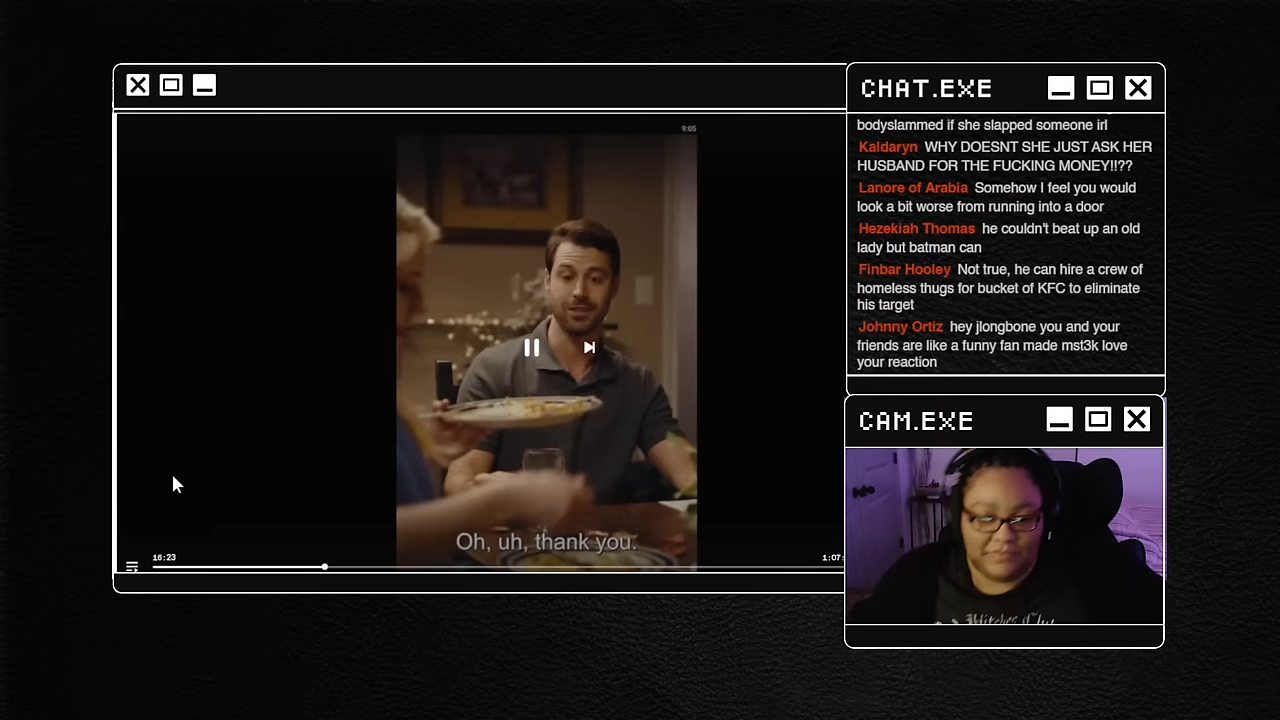 9:05
Oh, uh, thank you.
16:23
1:07:
CHAT.EXE
bodyslammed if she slapped someone irl
Kaldaryn WHY DOESNT SHE JUST ASK HER
HUSBAND FOR THE FUCKING MONEY!!??
Lanore of Arabia Somehow I feel you would
look a bit worse from running into a door
Hezekiah Thomas he couldn't beat up an old
lady but batman can
Finbar Hooley Not true, he can hire a crew of
homeless thugs for bucket of KFC to eliminate
his target
Johnny Ortiz hey jlongbone you and your
friends are like a funny fan made mst3k love
your reaction
CAM.EXE